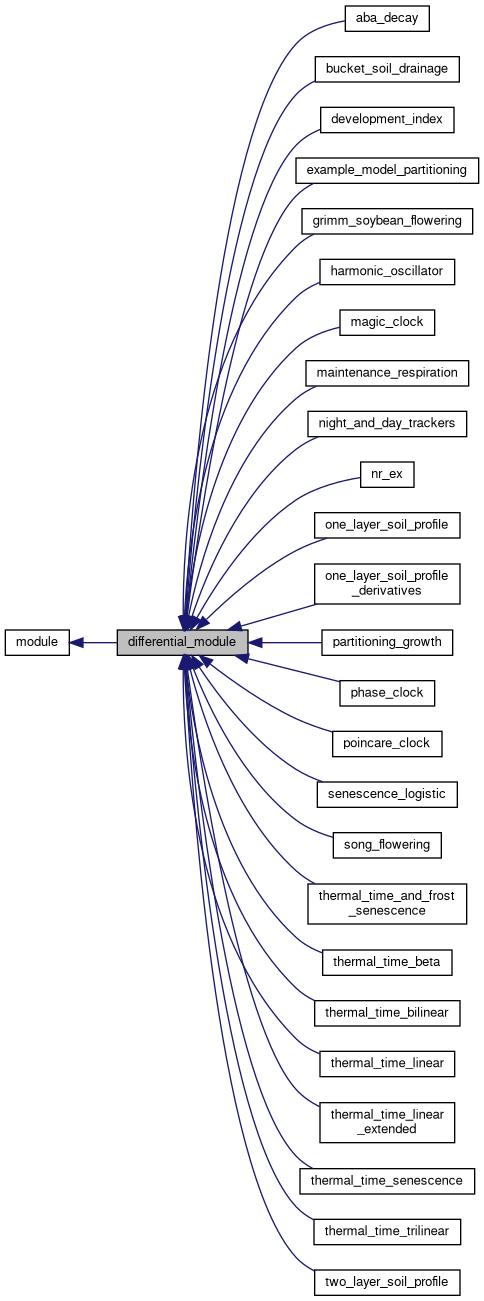 aba_decay
bucket_soil_drainage
development_index
example_model_partitioning
grimm_soybean_flowering
harmonic_oscillator
magic_clock
maintenance_respiration
night_and_day_trackers
nr_ex
one_layer_soil_profile
one_layer_soil_profile
_derivatives
module
differential_module
partitioning_growth
phase_clock
poincare_clock
senescence_logistic
song_flowering
thermal_time_and_frost
_senescence
thermal_time_beta
thermal_time_bilinear
thermal_time_linear
thermal_time_linear
_extended
thermal_time_senescence
thermal_time_trilinear
two_layer_soil_profile